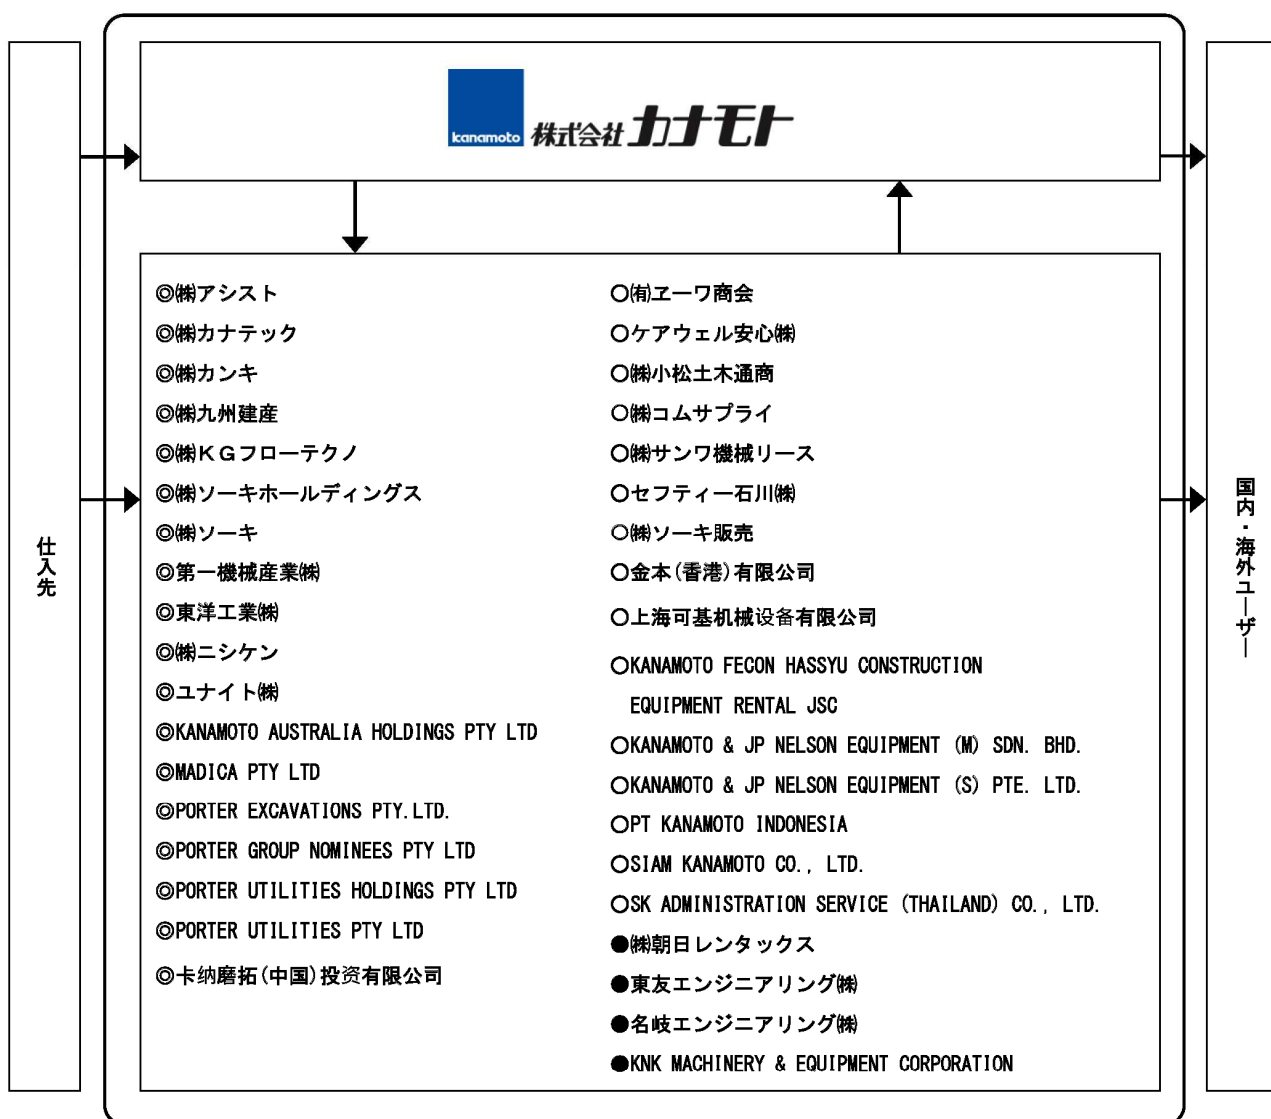 kanamoto 株式会社カナモト
仕入先
◎㈱アシスト
◎㈱カナテック
◎㈱カンキ
◎㈱九州建産
◎㈱KGフローテクノ
◎㈱ソーキホールディングス
◎㈱ソーキ
◎第一機械産業㈱
◎東洋工業㈱
◎㈱ニシケン
◎ユナイト㈱
◎KANAMOTO AUSTRALIA HOLDINGS PTY LTD
◎MADICA PTY LTD
◎PORTER EXCAVATIONS PTY.LTD.
◎PORTER GROUP NOMINEES PTY LTD
◎PORTER UTILITIES HOLDINGS PTY LTD
◎PORTER UTILITIES PTY LTD
◎卡纳磨拓(中国)投资有限公司
○㈲ヱーワ商会
○ケアウェル安心㈱
○㈱小松土木通商
○㈱コムサプライ
○㈱サンワ機械リース
○セフティー石川㈱
○㈱ソーキ販売
○金本(香港)有限公司
○上海可基机械设备有限公司
○KANAMOTO FECON HASSYU CONSTRUCTION
EQUIPMENT RENTAL JSC
○KANAMOTO & JP NELSON EQUIPMENT (M) SDN. BHD.
○KANAMOTO & JP NELSON EQUIPMENT (S) PTE. LTD.
○PT KANAMOTO INDONESIA
○SIAM KANAMOTO CO., LTD.
○SK ADMINISTRATION SERVICE (THAILAND) CO., LTD.
●㈱朝日レンタックス
●東友エンジニアリング㈱
●名岐エンジニアリング㈱
●KNK MACHINERY & EQUIPMENT CORPORATION
国内・海外ユーザー